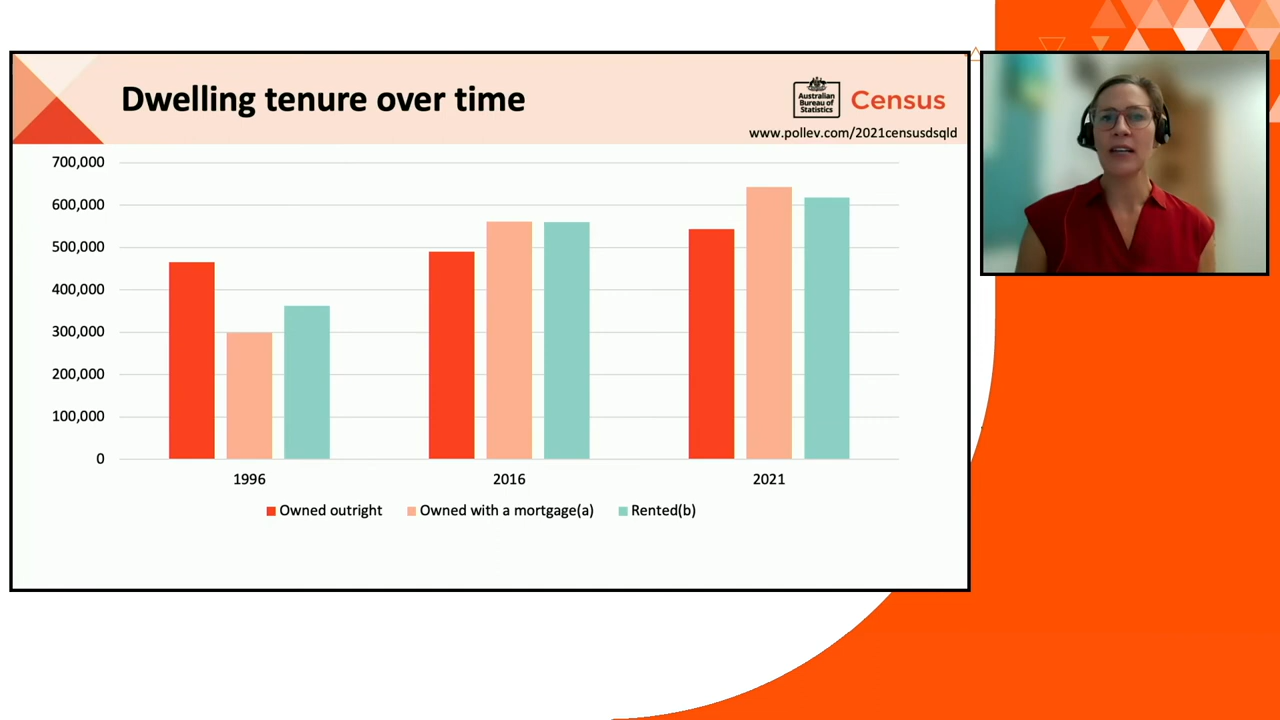 Dwelling tenure over time
Australian
Bureau of
Statistics
Census
www.pollev.com/2021censusdsqld
700,000
600,000
500,000
400,000
300,000
200,000
100,000
0
1996
2016
2021
Owned outright
Owned with a mortgage(a)
Rented(b)